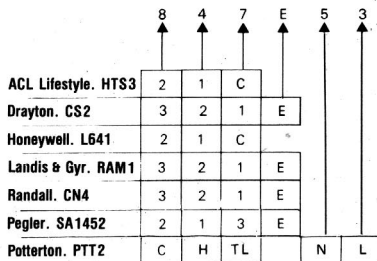 8 4 7 E 5 3
ACL Lifestyle. HTS3 2 1 C
Drayton. CS2 3 2 1 E
Honeywell. L641 2 1 C
Landis & Gyr. RAM1 3 2 1 E
Randall. CN4 3 2 1 E
Pegler. SA1452 2 1 3 E
Potterton. PTT2 C H TL N L